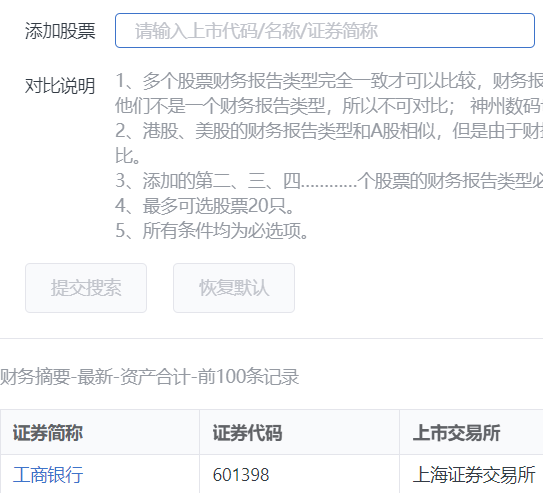 添加股票 请输入上市代码/名称/证券简称
对比说明 1、多个股票财务报告类型完全一致才可以比较，财务报
他们不是一个财务报告类型，所以不可对比； 神州数码
2、港股、美股的财务报告类型和A股相似，但是由于财
比。
3、添加的第二、三、四…………个股票的财务报告类型必
4、最多可选股票20只。
5、所有条件均为必选项。
提交搜索 恢复默认
财务摘要-最新-资产合计-前100条记录
证券简称 证券代码 上市交易所
工商银行 601398 上海证券交易所